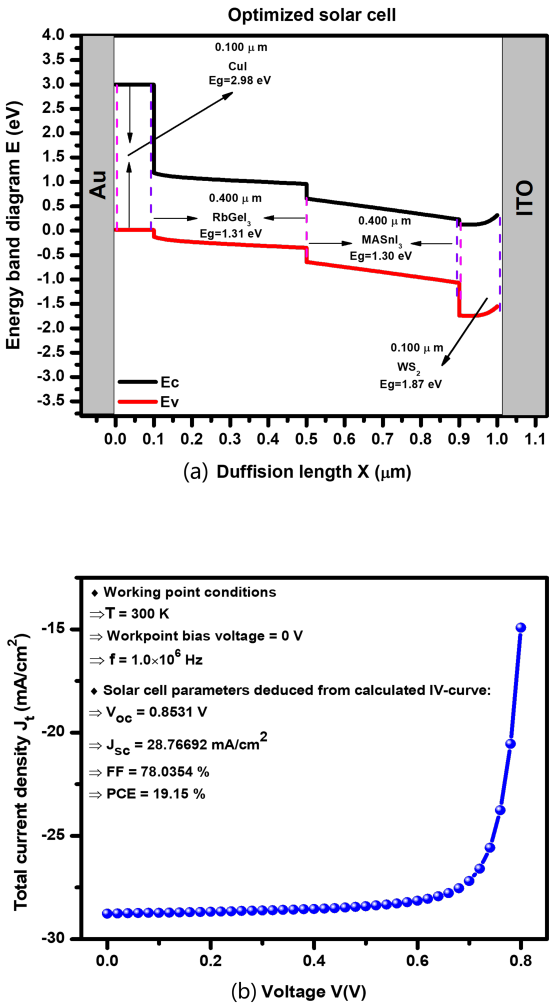 Optimized solar cell
Energy band diagram E (eV)
4.0
3.5
3.0
2.5
2.0
1.5
1.0
0.5
0.0
-0.5
-1.0
-1.5
-2.0
-2.5
-3.0
-3.5
Au
ITO
0.100 μ m
CuI
Eg=2.98 eV
0.400 μ m
RbGeI3
Eg=1.31 eV
0.400 μ m
MASnI3
Eg=1.30 eV
0.100 μ m
WS2
Eg=1.87 eV
Ec
Ev
0.0 0.1 0.2 0.3 0.4 0.5 0.6 0.7 0.8 0.9 1.0 1.1
(a) Duffision length X (μm)
Total current density Jt (mA/cm2)
-15
-20
-25
-30
♦ Working point conditions
⇒T = 300 K
⇒ Workpoint bias voltage = 0 V
⇒ f = 1.0×10⁶ Hz
♦ Solar cell parameters deduced from calculated IV-curve:
⇒ Voc = 0.8531 V
⇒ Jsc = 28.76692 mA/cm2
⇒ FF = 78.0354 %
⇒ PCE = 19.15 %
0.0 0.2 0.4 0.6 0.8
(b) Voltage V(V)